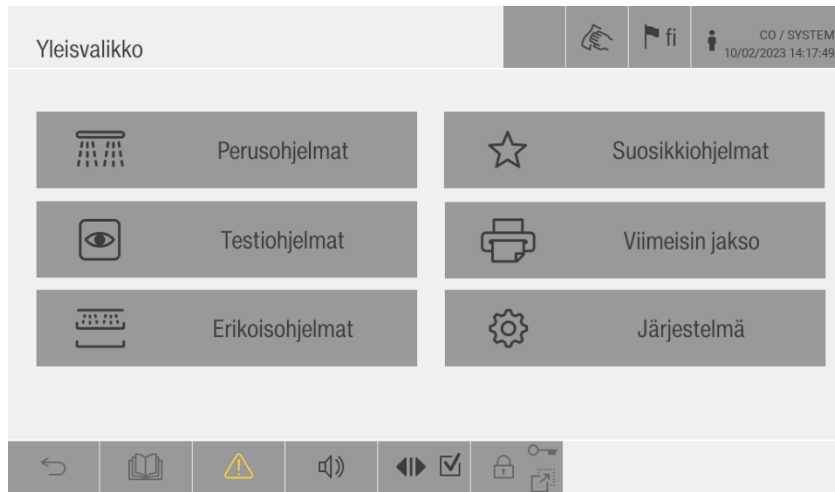 Yleisvalikko
fi
CO / SYSTEM
10/02/2023 14:17:49
Perusohjelmat
Suosikkiohjelmat
Testiohjelmat
Viimeisin jakso
Erikoisohjelmat
Järjestelmä